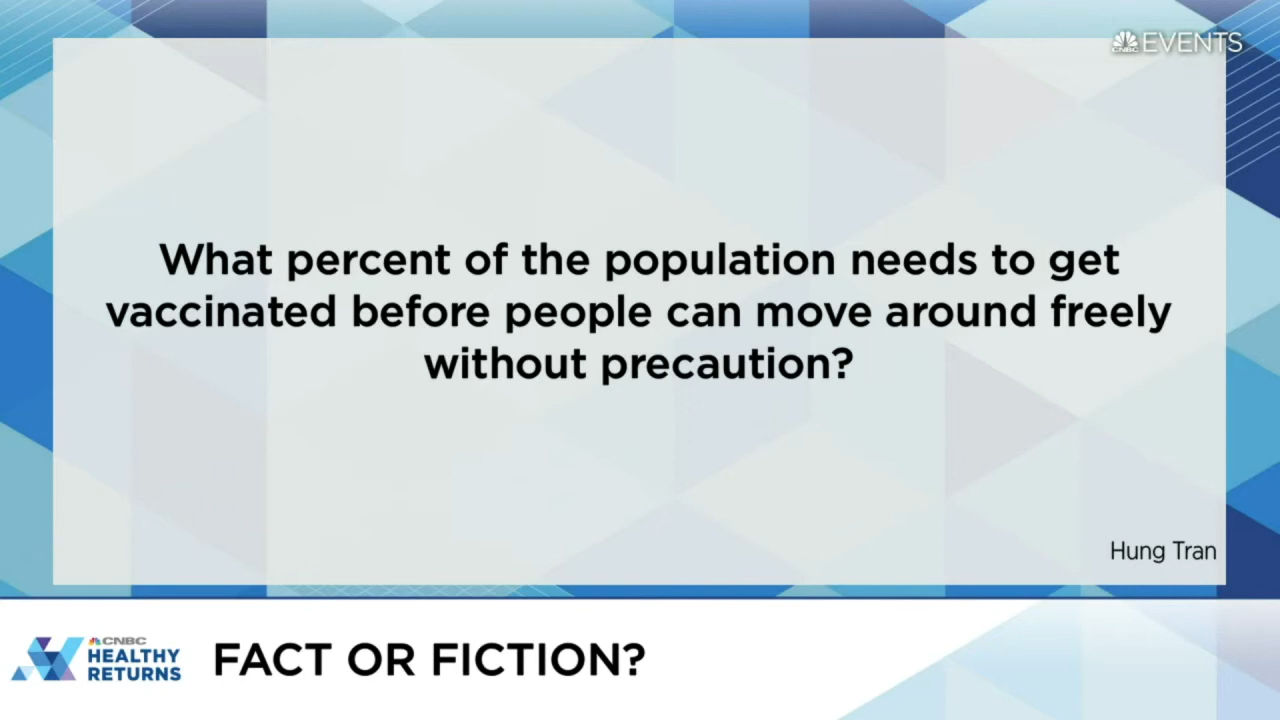 CNBC EVENTS
What percent of the population needs to get
vaccinated before people can move around freely
without precaution?
Hung Tran
CNBC
HEALTHY
RETURNS
FACT OR FICTION?